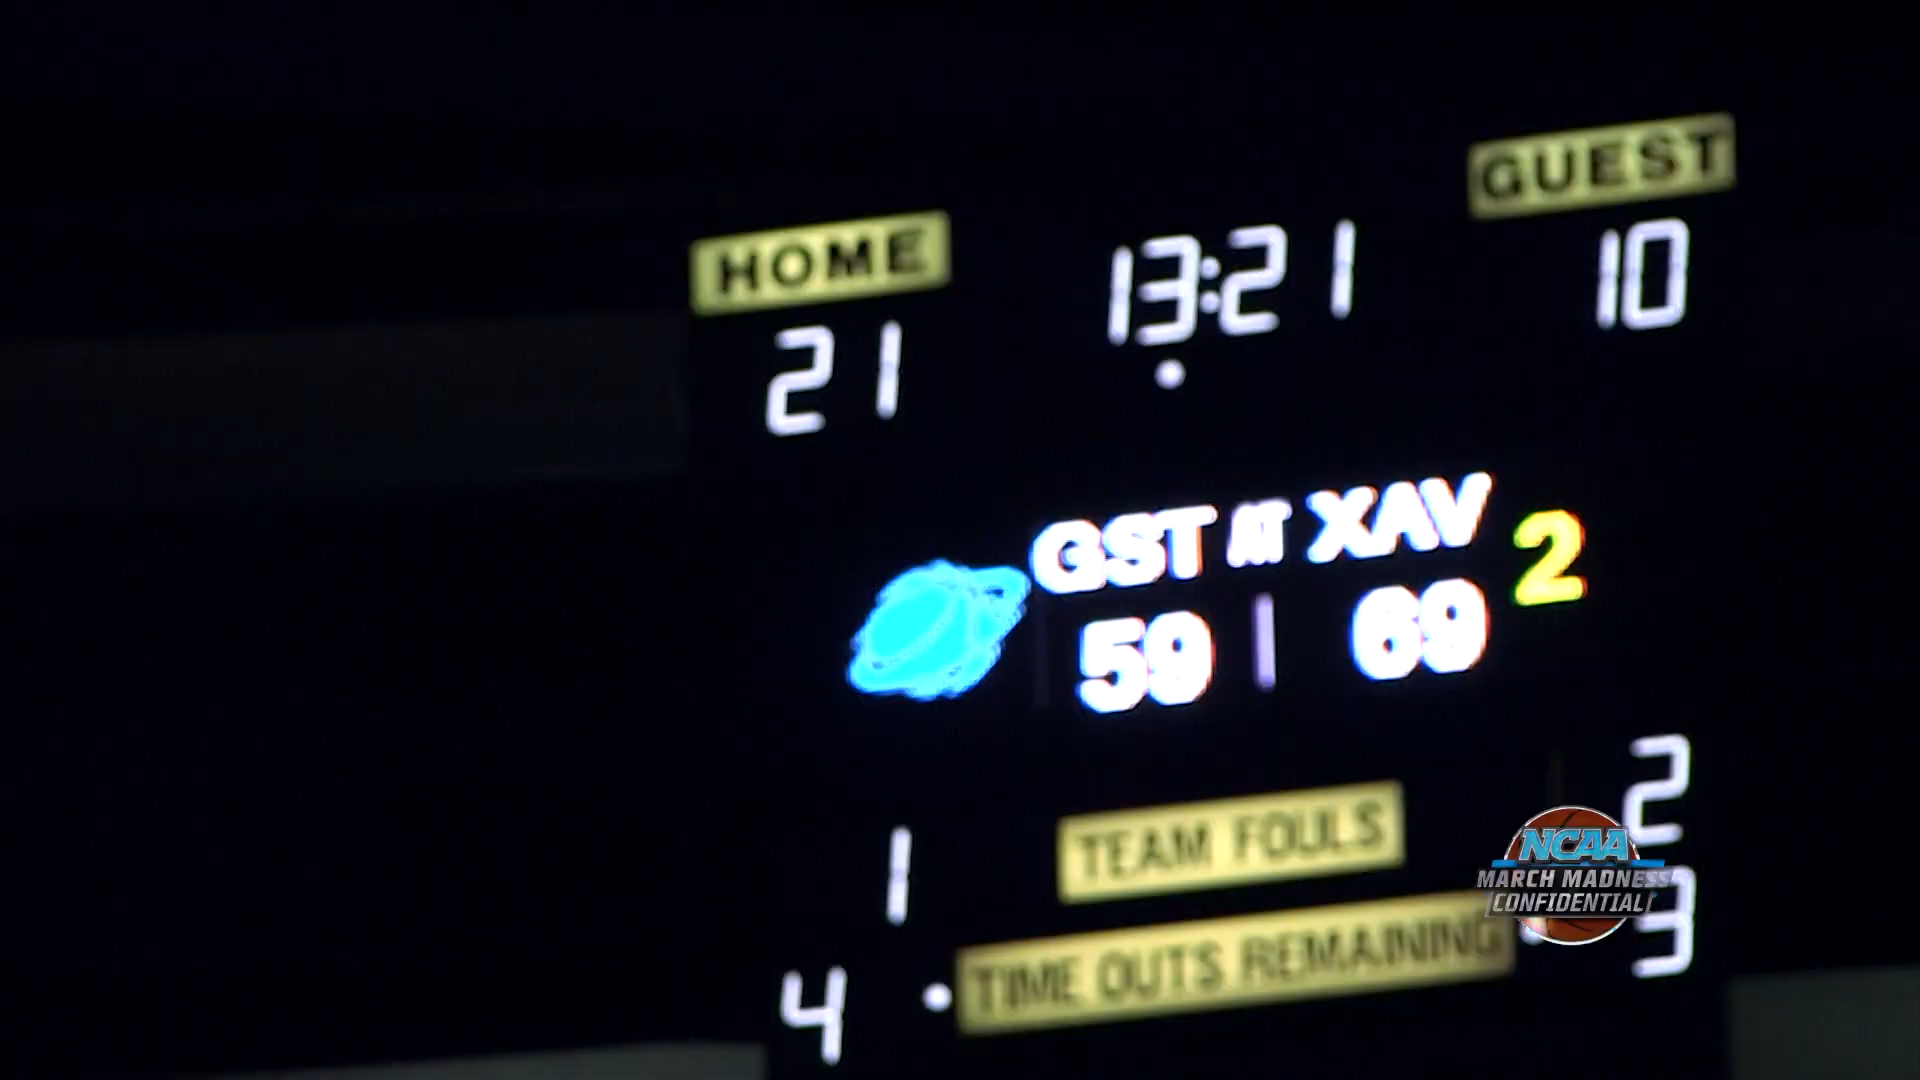 GUEST
HOME
13:21
10
21
GST AT XAV 2
59 69
2
1 TEAM FOULS
NCAA
MARCH MADNESS
CONFIDENTIAL
3
4 TIME OUTS REMAINING